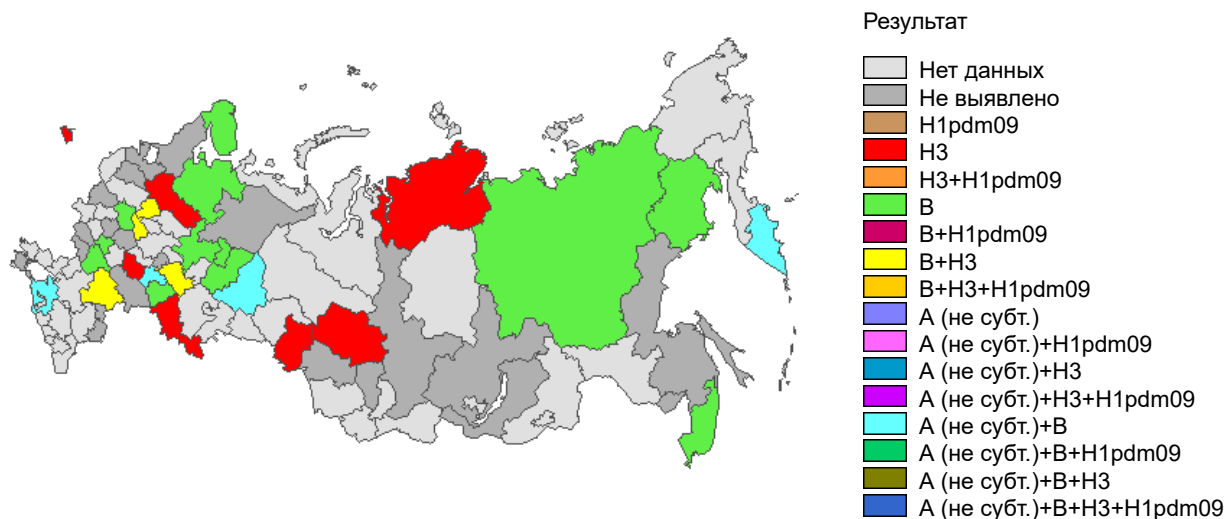 Результат
Нет данных
Не выявлено
H1pdm09
H3
H3+H1pdm09
B
B+H1pdm09
B+H3
B+H3+H1pdm09
A (не субт.)
A (не субт.)+H1pdm09
A (не субт.)+H3
A (не субт.)+H3+H1pdm09
A (не субт.)+B
A (не субт.)+B+H1pdm09
A (не субт.)+B+H3
A (не субт.)+B+H3+H1pdm09